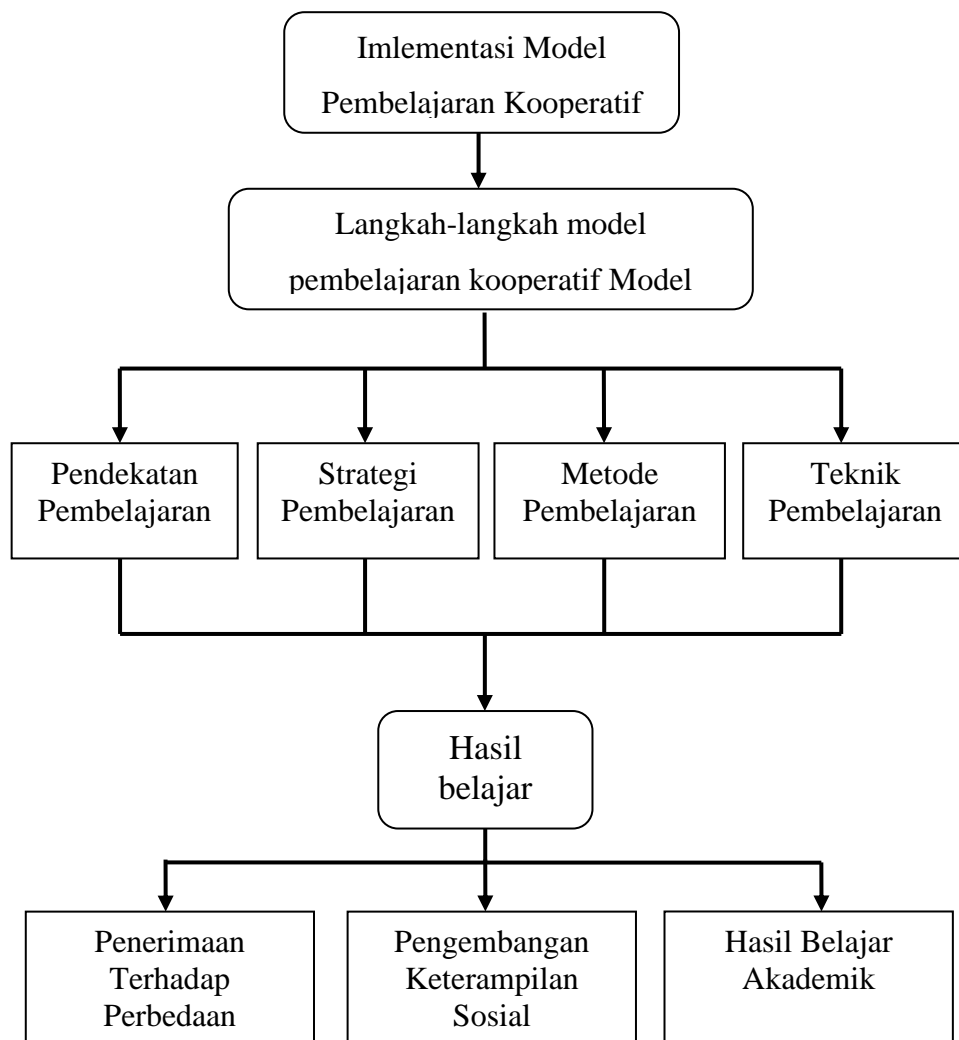 Imlementasi Model
Pembelajaran Kooperatif
Langkah-langkah model
pembelajaran kooperatif Model
Pendekatan
Pembelajaran
Strategi
Pembelajaran
Metode
Pembelajaran
Teknik
Pembelajaran
Hasil
belajar
Penerimaan
Terhadap
Perbedaan
Pengembangan
Keterampilan
Sosial
Hasil Belajar
Akademik